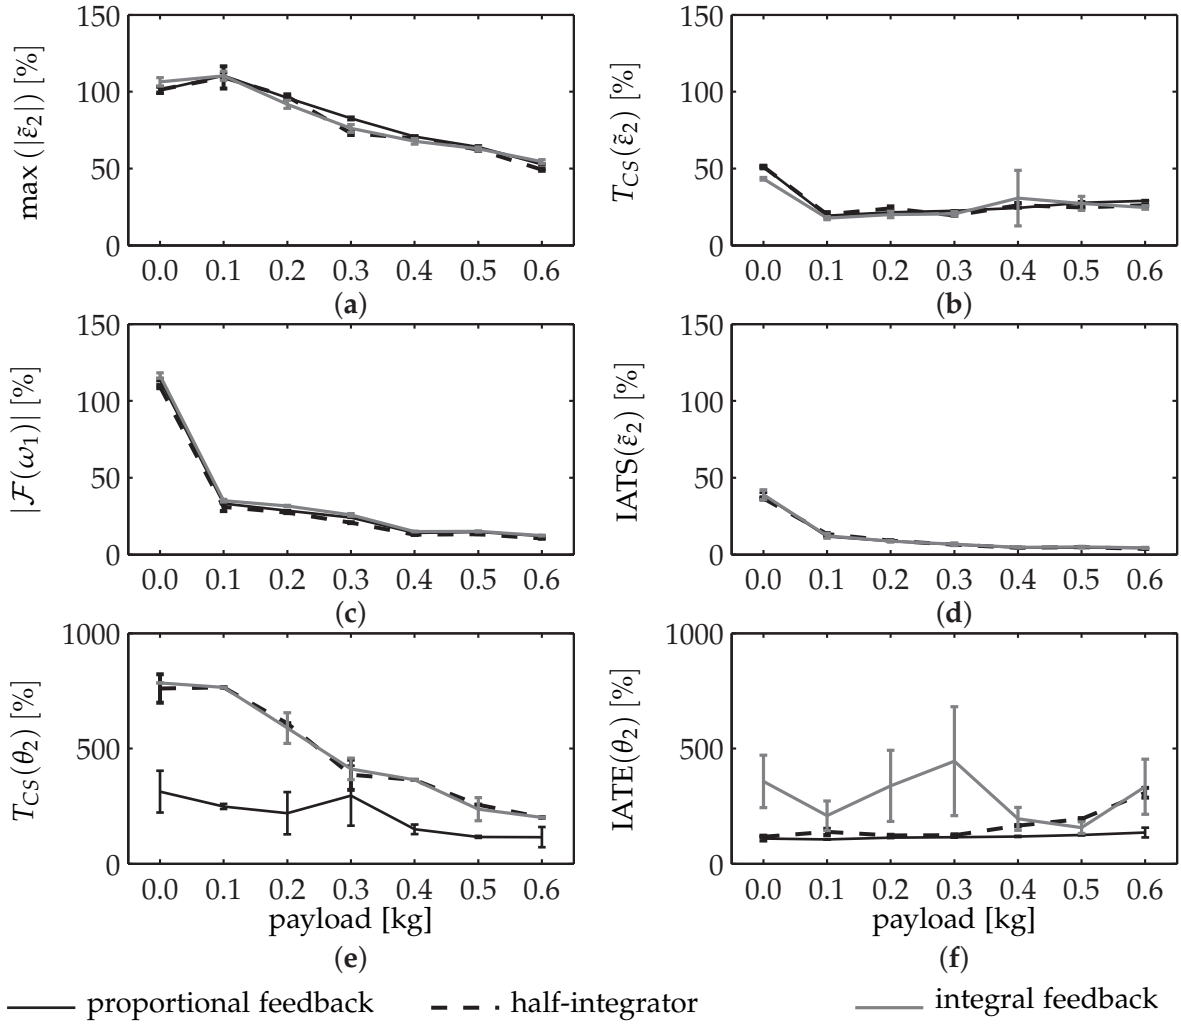 max (|ε̃₂|) [%]
150
100
50
0
0.0 0.1 0.2 0.3 0.4 0.5 0.6
(a)
T_CS(ε̃₂) [%]
150
100
50
0
0.0 0.1 0.2 0.3 0.4 0.5 0.6
(b)
|ℱ(ω₁)| [%]
150
100
50
0
0.0 0.1 0.2 0.3 0.4 0.5 0.6
(c)
IATS(ε̃₂) [%]
150
100
50
0
0.0 0.1 0.2 0.3 0.4 0.5 0.6
(d)
T_CS(θ₂) [%]
1000
500
0
0.0 0.1 0.2 0.3 0.4 0.5 0.6
payload [kg]
(e)
IATE(θ₂) [%]
1000
500
0
0.0 0.1 0.2 0.3 0.4 0.5 0.6
payload [kg]
(f)
proportional feedback half-integrator integral feedback